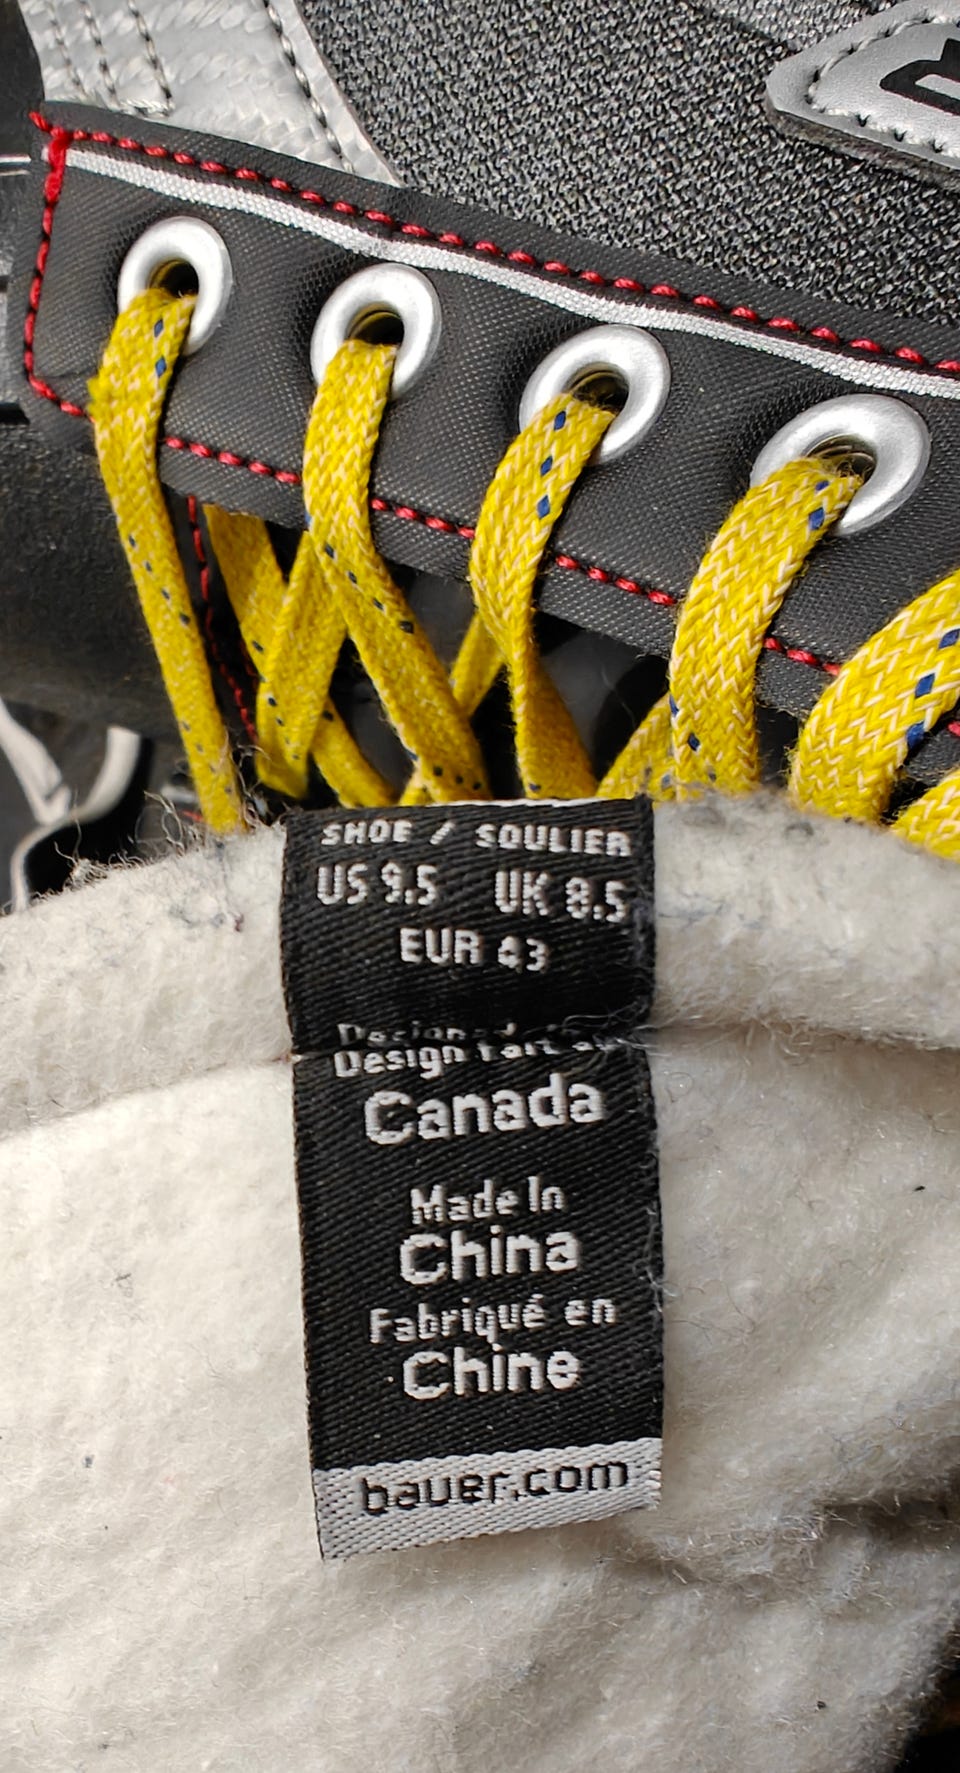 SHOE / SOULIER
US 9.5 UK 8.5
EUR 43
Design
Canada
Made In
China
Fabriqué en
Chine
bauer.com